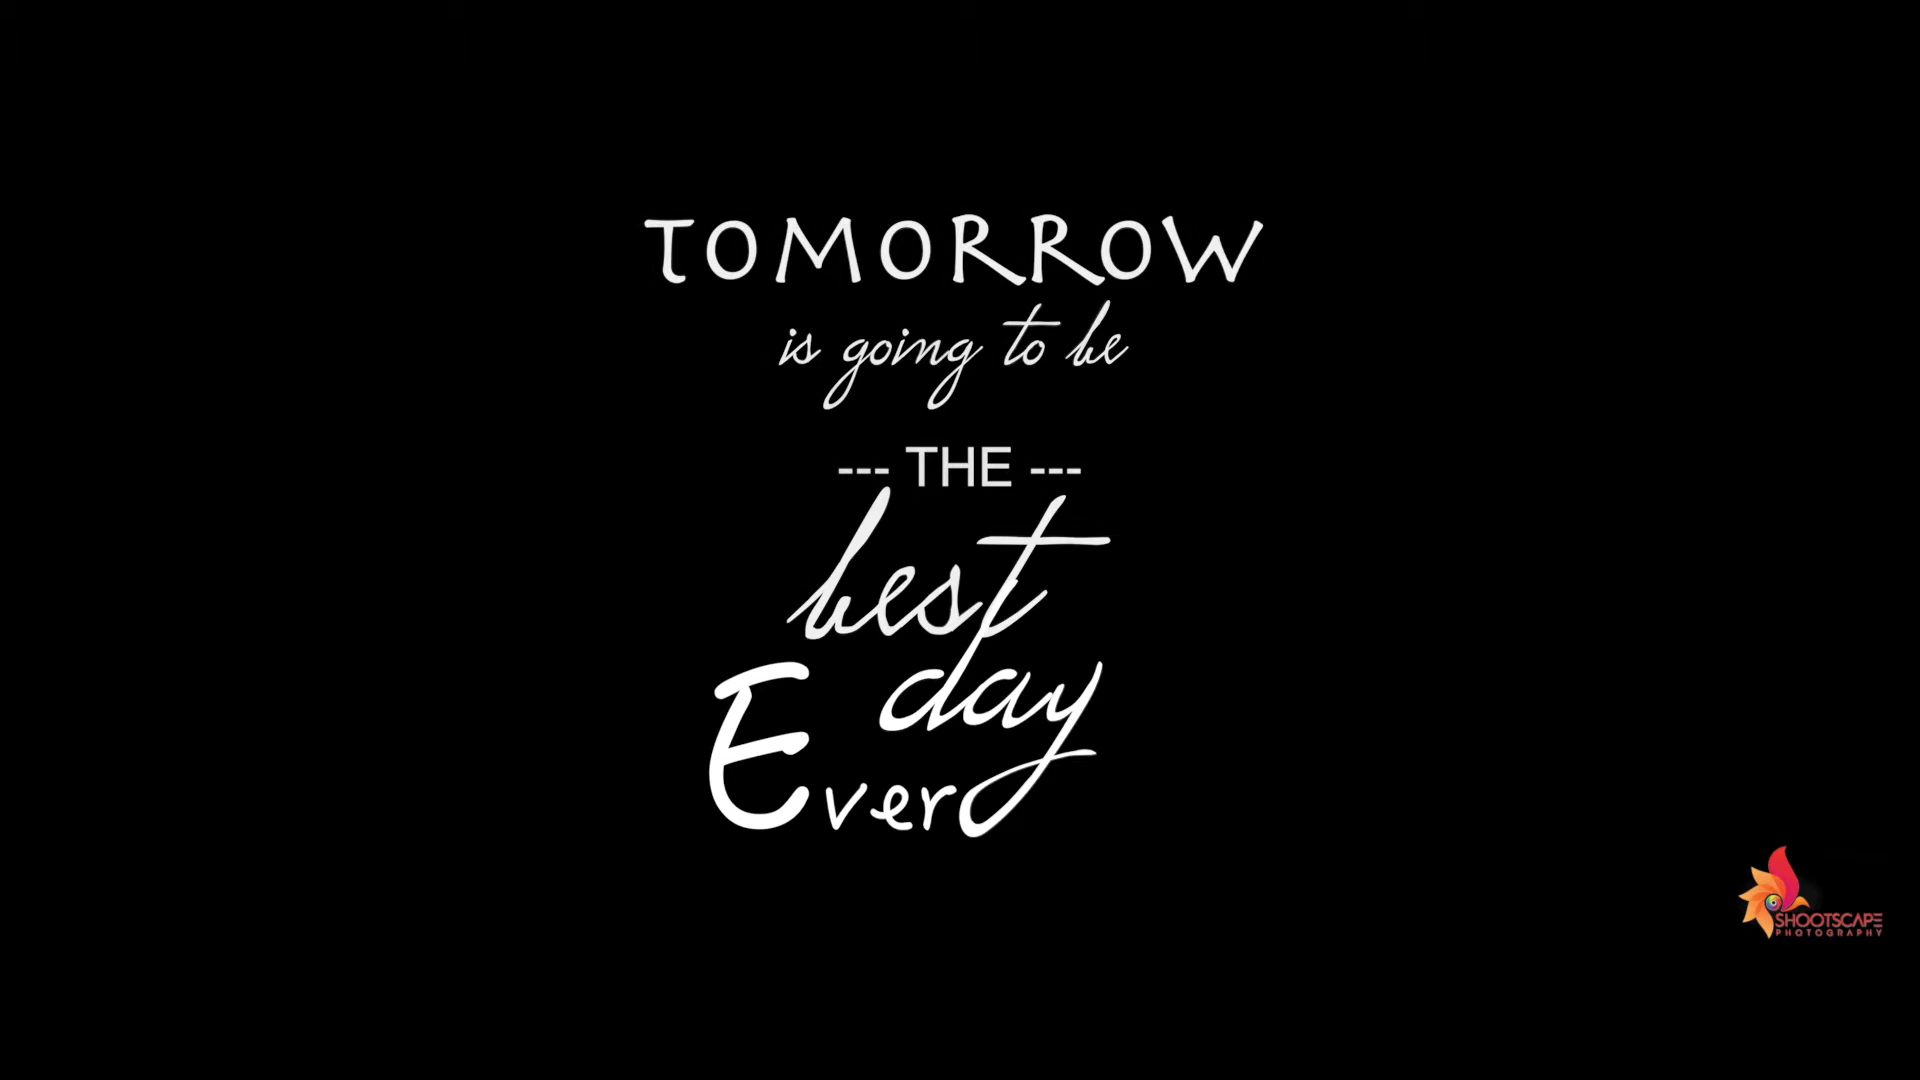 TOMORROW
is going to be
--- THE ---
best
day
Ever
SHOOTSCAPE
PHOTOGRAPHY